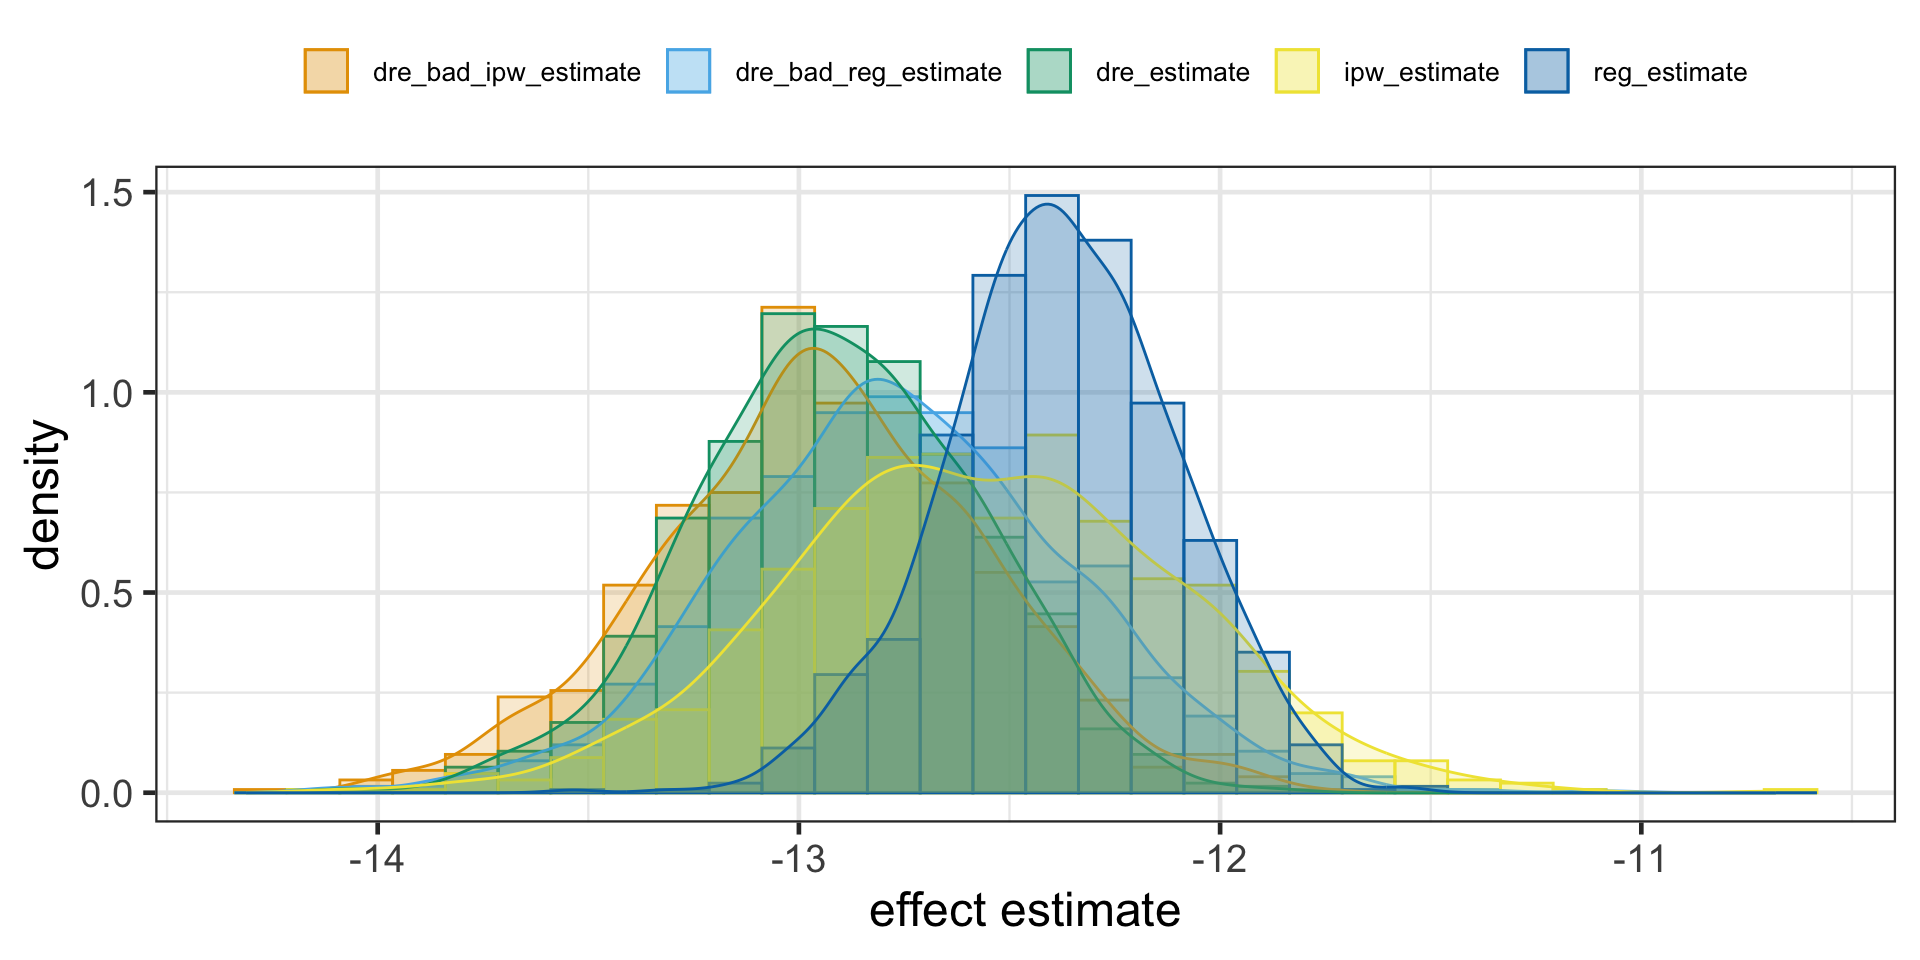 dre_bad_ipw_estimate dre_bad_reg_estimate dre_estimate ipw_estimate reg_estimate
1.5
1.0
0.5
0.0
density
-14 -13 -12 -11
effect estimate